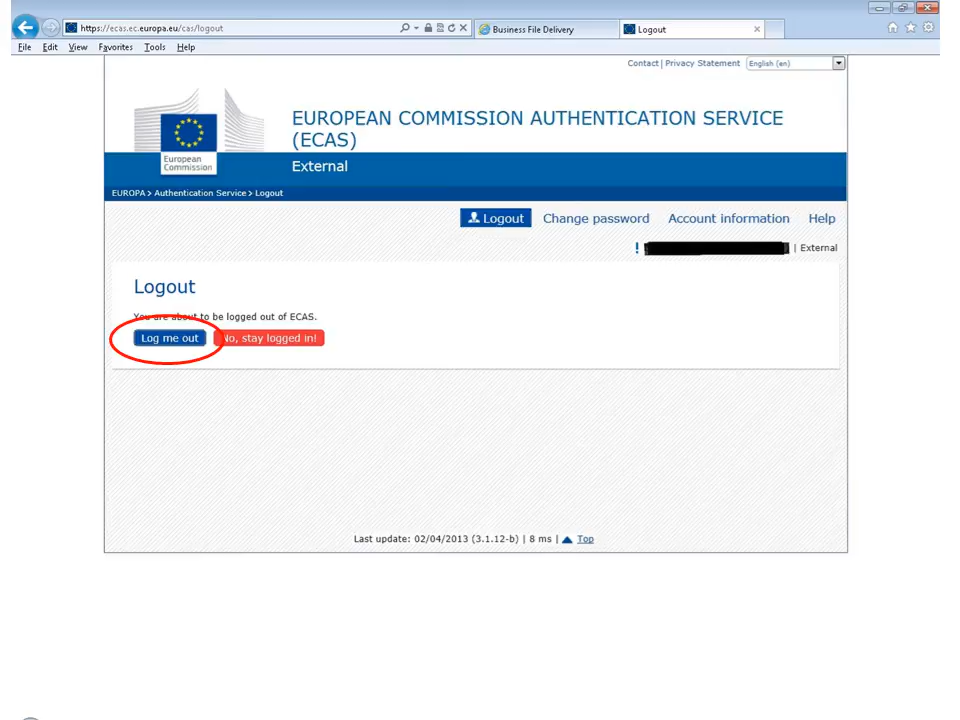 https://ecas.ec.europa.eu/cas/logout
Business File Delivery
Logout
File Edit View Favorites Tools Help
Contact | Privacy Statement
English (en)
EUROPEAN COMMISSION AUTHENTICATION SERVICE
(ECAS)
European
Commission
External
EUROPA > Authentication Service > Logout
Logout Change password Account information Help
! | External
Logout
You are about to be logged out of ECAS.
Log me out
No, stay logged in!
Last update: 02/04/2013 (3.1.12-b) | 8 ms | Top